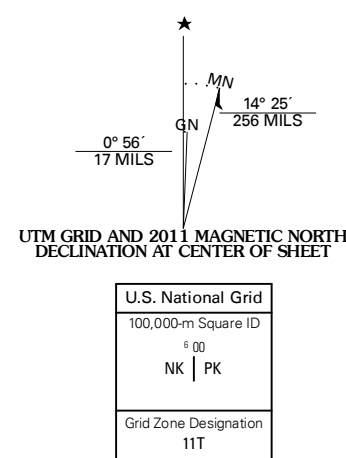 ★
MN
GN
14° 25´
256 MILS
0° 56´
17 MILS
UTM GRID AND 2011 MAGNETIC NORTH
DECLINATION AT CENTER OF SHEET
U.S. National Grid
100,000-m Square ID
6 00
NK | PK
Grid Zone Designation
11T